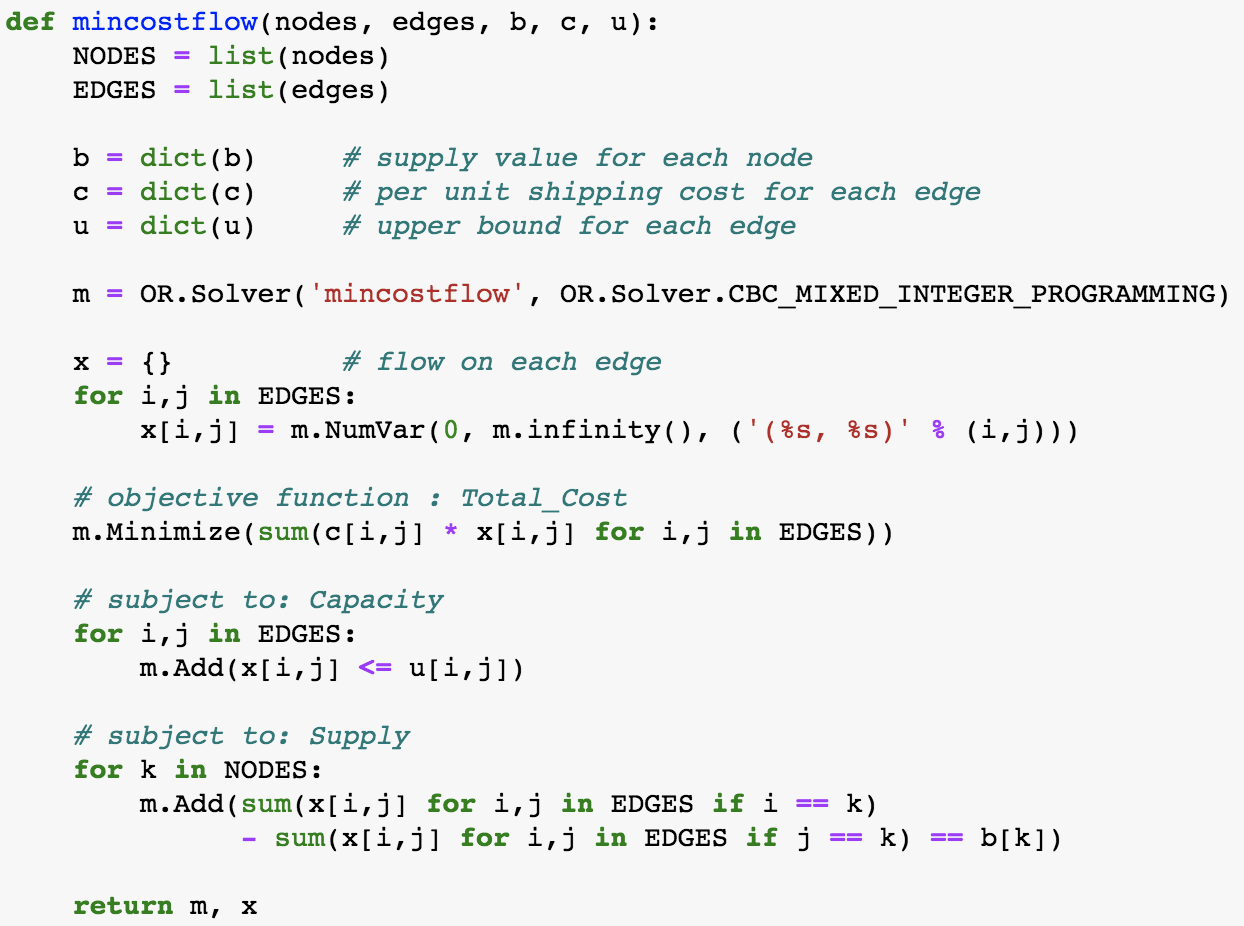 def mincostflow(nodes, edges, b, c, u):
    NODES = list(nodes)
    EDGES = list(edges)

    b = dict(b)     # supply value for each node
    c = dict(c)     # per unit shipping cost for each edge
    u = dict(u)     # upper bound for each edge

    m = OR.Solver('mincostflow', OR.Solver.CBC_MIXED_INTEGER_PROGRAMMING)

    x = {}          # flow on each edge
    for i,j in EDGES:
        x[i,j] = m.NumVar(0, m.infinity(), ('(%s, %s)' % (i,j)))

    # objective function : Total_Cost
    m.Minimize(sum(c[i,j] * x[i,j] for i,j in EDGES))

    # subject to: Capacity
    for i,j in EDGES:
        m.Add(x[i,j] <= u[i,j])

    # subject to: Supply
    for k in NODES:
        m.Add(sum(x[i,j] for i,j in EDGES if i == k)
              - sum(x[i,j] for i,j in EDGES if j == k) == b[k])

    return m, x